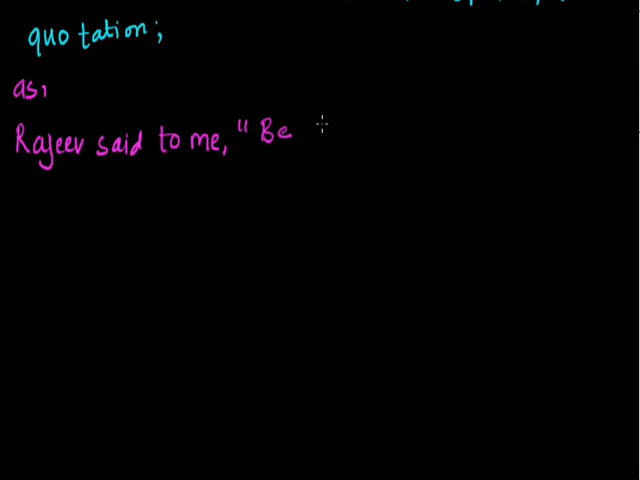 quotation;
as,
Rajeev said to me, "Be